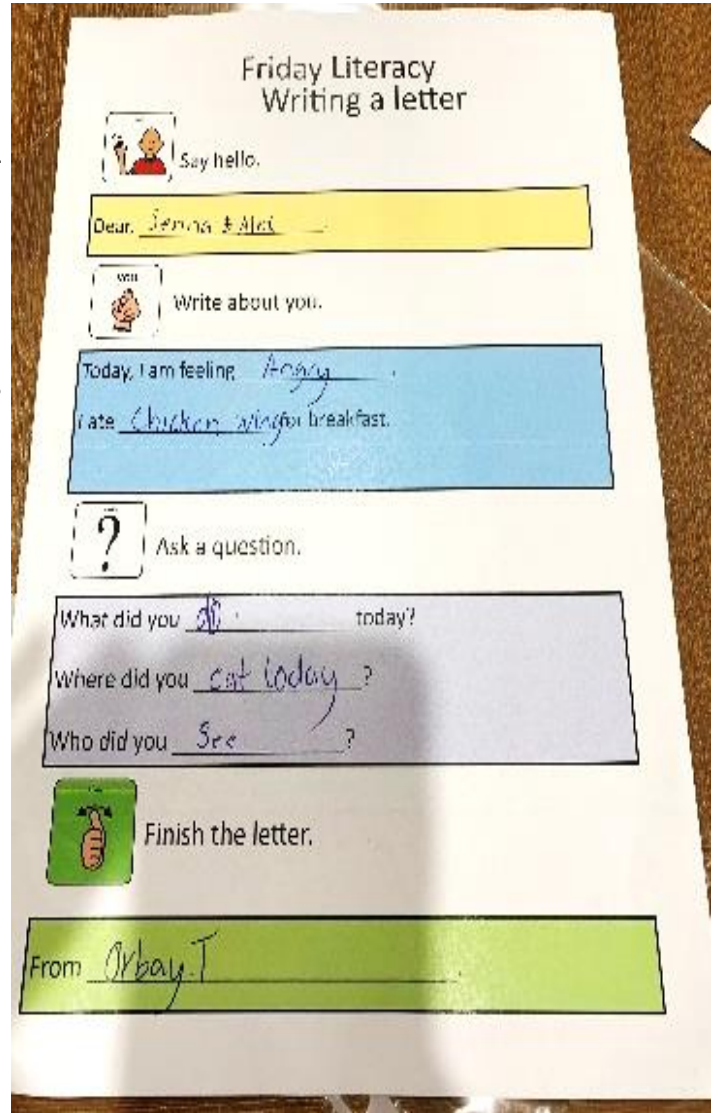 Friday Literacy
Writing a letter
Say hello.
Dear, Jenna &
you
Write about you.
Today, I am feeling Angry.
I ate Chicken wing for breakfast.
?
Ask a question.
What did you do today?
Where did you eat today?
Who did you See?
Finish the letter.
From Orbay.T.